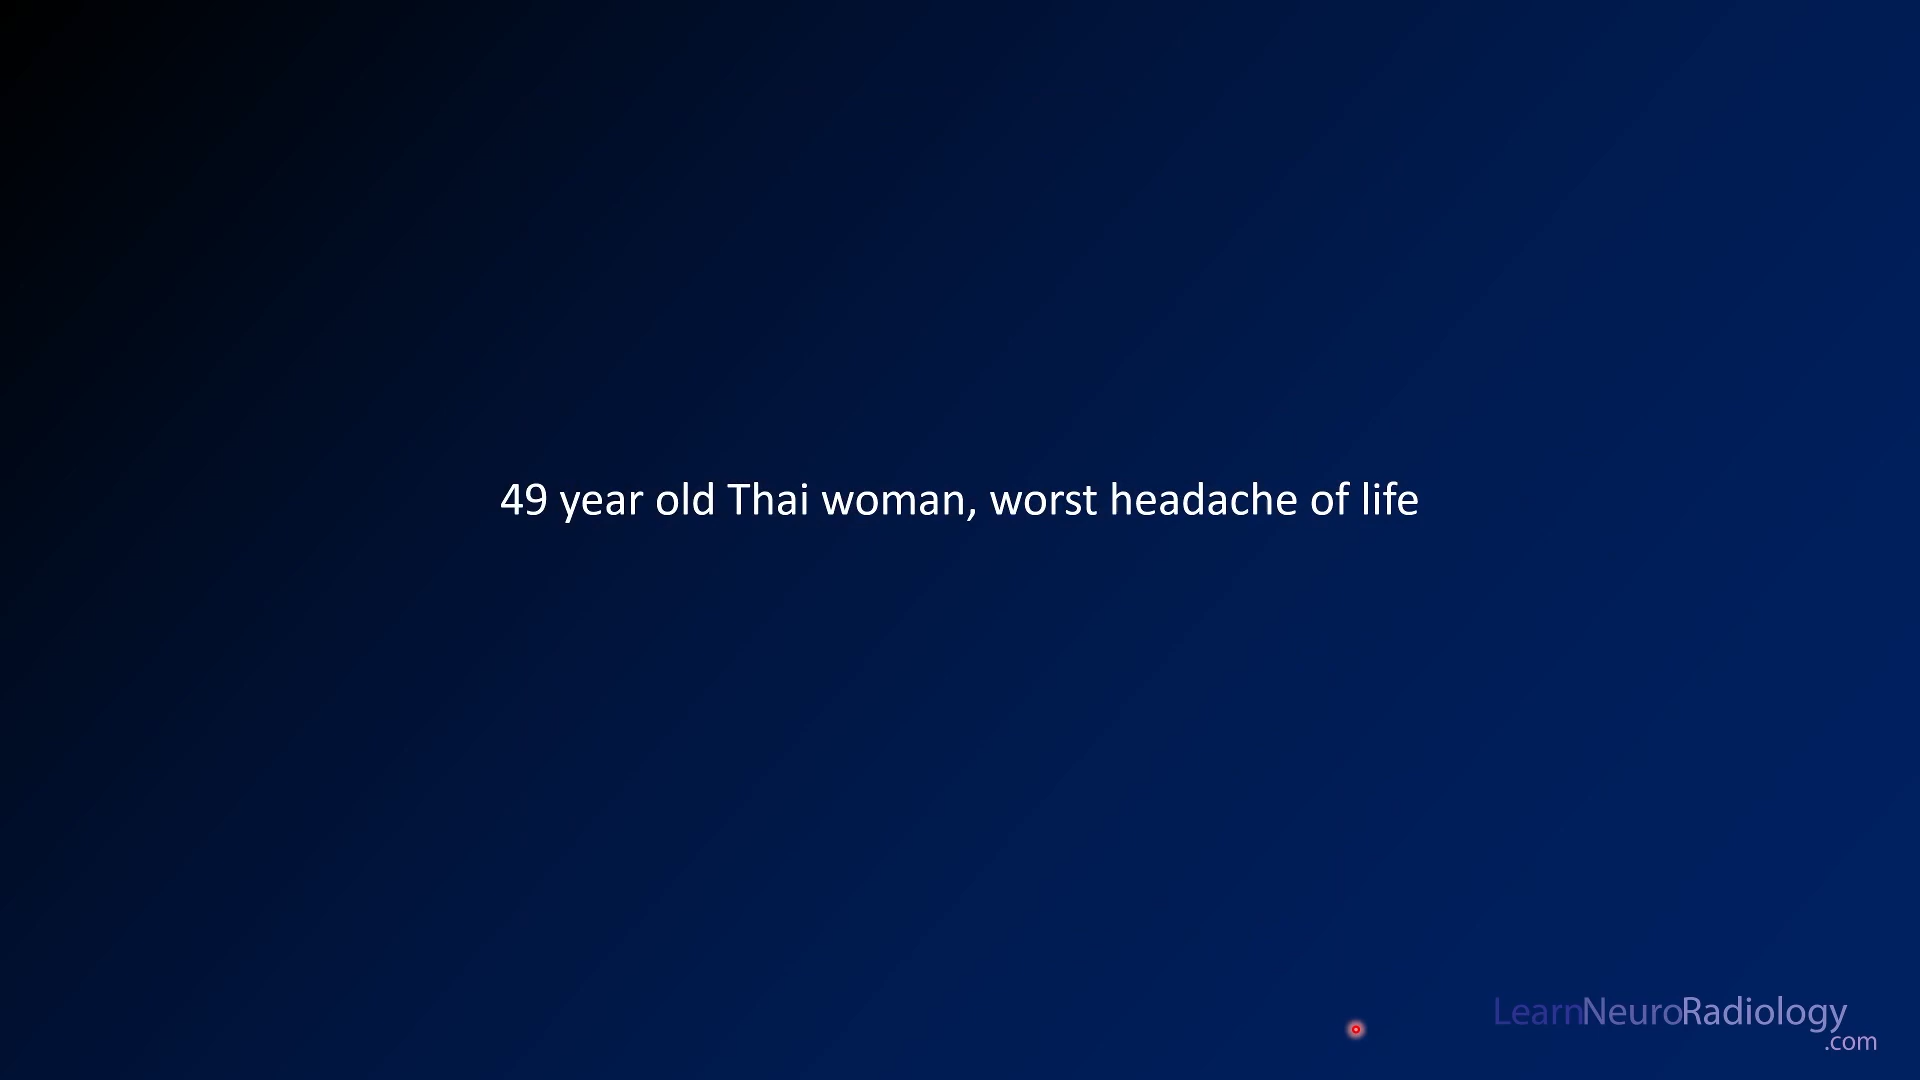 49 year old Thai woman, worst headache of life
LearnNeuroRadiology
.com